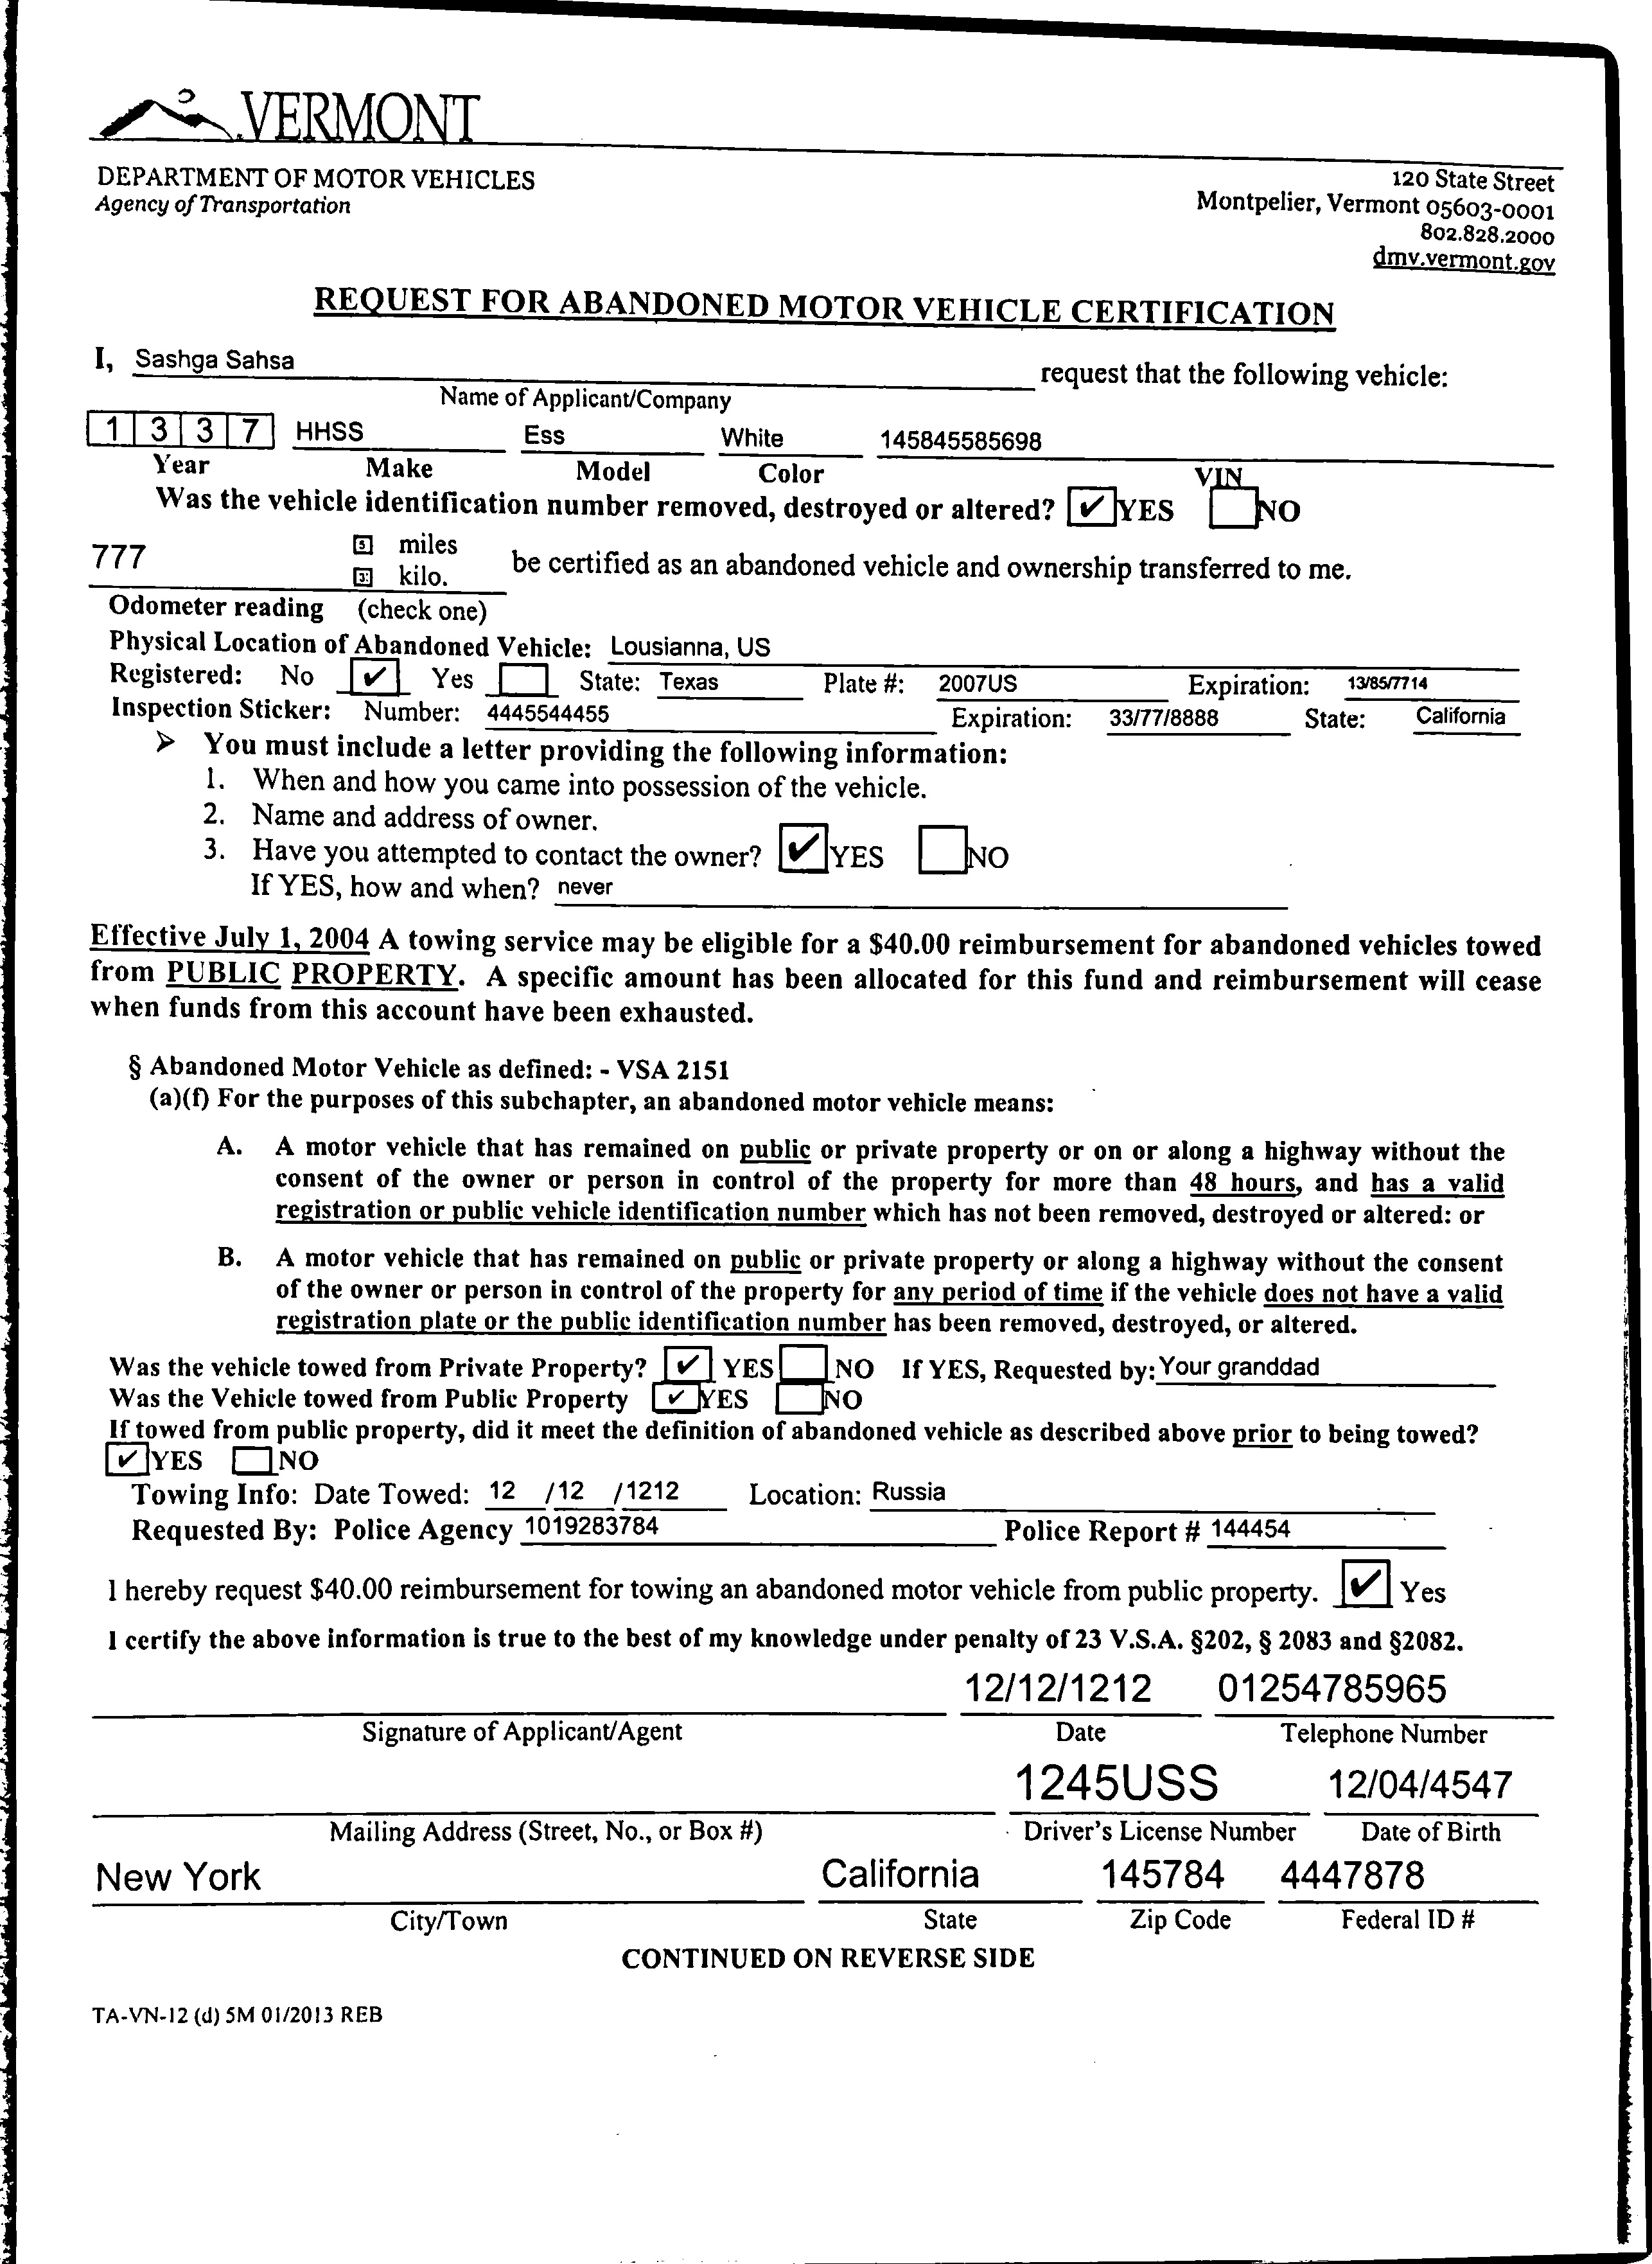 VERMONT
DEPARTMENT OF MOTOR VEHICLES
Agency of Transportation
120 State Street
Montpelier, Vermont 05603-0001
802.828.2000
dmv.vermont.gov
REQUEST FOR ABANDONED MOTOR VEHICLE CERTIFICATION
I, Sashga Sahsa request that the following vehicle:
Name of Applicant/Company
1 3 3 7 HHSS Ess White 145845585698
Year Make Model Color VIN
Was the vehicle identification number removed, destroyed or altered? ✔ YES NO
777 5 miles
3 kilo. be certified as an abandoned vehicle and ownership transferred to me.
Odometer reading (check one)
Physical Location of Abandoned Vehicle: Lousianna, US
Registered: No ✔ Yes State: Texas Plate #: 2007US Expiration: 13/85/7714
Inspection Sticker: Number: 4445544455 Expiration: 33/77/8888 State: California
➢ You must include a letter providing the following information:
1. When and how you came into possession of the vehicle.
2. Name and address of owner.
3. Have you attempted to contact the owner? ✔ YES NO
If YES, how and when? never
Effective July 1, 2004 A towing service may be eligible for a $40.00 reimbursement for abandoned vehicles towed
from PUBLIC PROPERTY. A specific amount has been allocated for this fund and reimbursement will cease
when funds from this account have been exhausted.
§ Abandoned Motor Vehicle as defined: - VSA 2151
(a)(f) For the purposes of this subchapter, an abandoned motor vehicle means:
A. A motor vehicle that has remained on public or private property or on or along a highway without the
consent of the owner or person in control of the property for more than 48 hours, and has a valid
registration or public vehicle identification number which has not been removed, destroyed or altered: or
B. A motor vehicle that has remained on public or private property or along a highway without the consent
of the owner or person in control of the property for any period of time if the vehicle does not have a valid
registration plate or the public identification number has been removed, destroyed, or altered.
Was the vehicle towed from Private Property? ✔ YES NO If YES, Requested by: Your granddad
Was the Vehicle towed from Public Property ✔ YES NO
If towed from public property, did it meet the definition of abandoned vehicle as described above prior to being towed?
✔ YES NO
Towing Info: Date Towed: 12 /12 /1212 Location: Russia
Requested By: Police Agency 1019283784 Police Report # 144454
I hereby request $40.00 reimbursement for towing an abandoned motor vehicle from public property. ✔ Yes
I certify the above information is true to the best of my knowledge under penalty of 23 V.S.A. §202, § 2083 and §2082.
12/12/1212 01254785965
Signature of Applicant/Agent Date Telephone Number
1245USS 12/04/4547
Mailing Address (Street, No., or Box #) Driver's License Number Date of Birth
New York California 145784 4447878
City/Town State Zip Code Federal ID #
CONTINUED ON REVERSE SIDE
TA-VN-12 (d) 5M 01/2013 REB